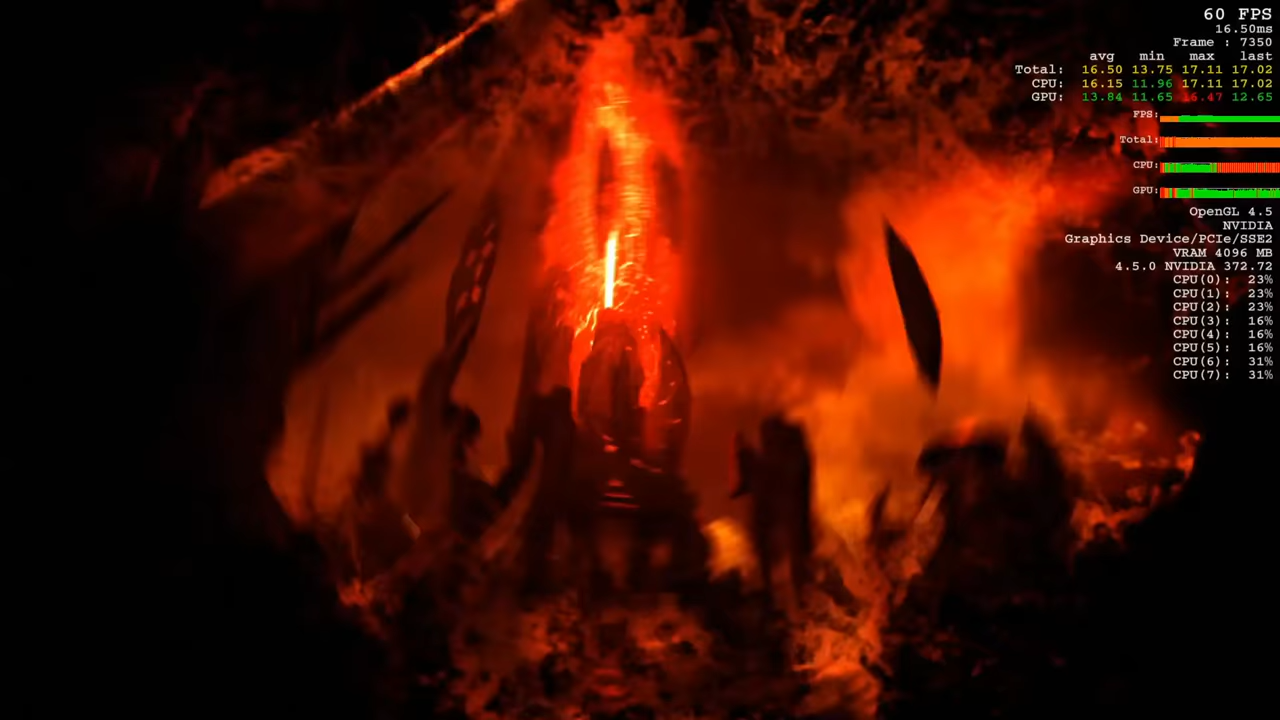 60 FPS
16.50ms
Frame : 7350
avg min max last
Total: 16.50 13.75 17.11 17.02
CPU: 16.15 11.96 17.11 17.02
GPU: 13.84 11.65 16.47 12.65
FPS:
Total:
CPU:
GPU:
OpenGL 4.5
NVIDIA
Graphics Device/PCIe/SSE2
VRAM 4096 MB
4.5.0 NVIDIA 372.72
CPU(0): 23%
CPU(1): 23%
CPU(2): 23%
CPU(3): 16%
CPU(4): 16%
CPU(5): 16%
CPU(6): 31%
CPU(7): 31%